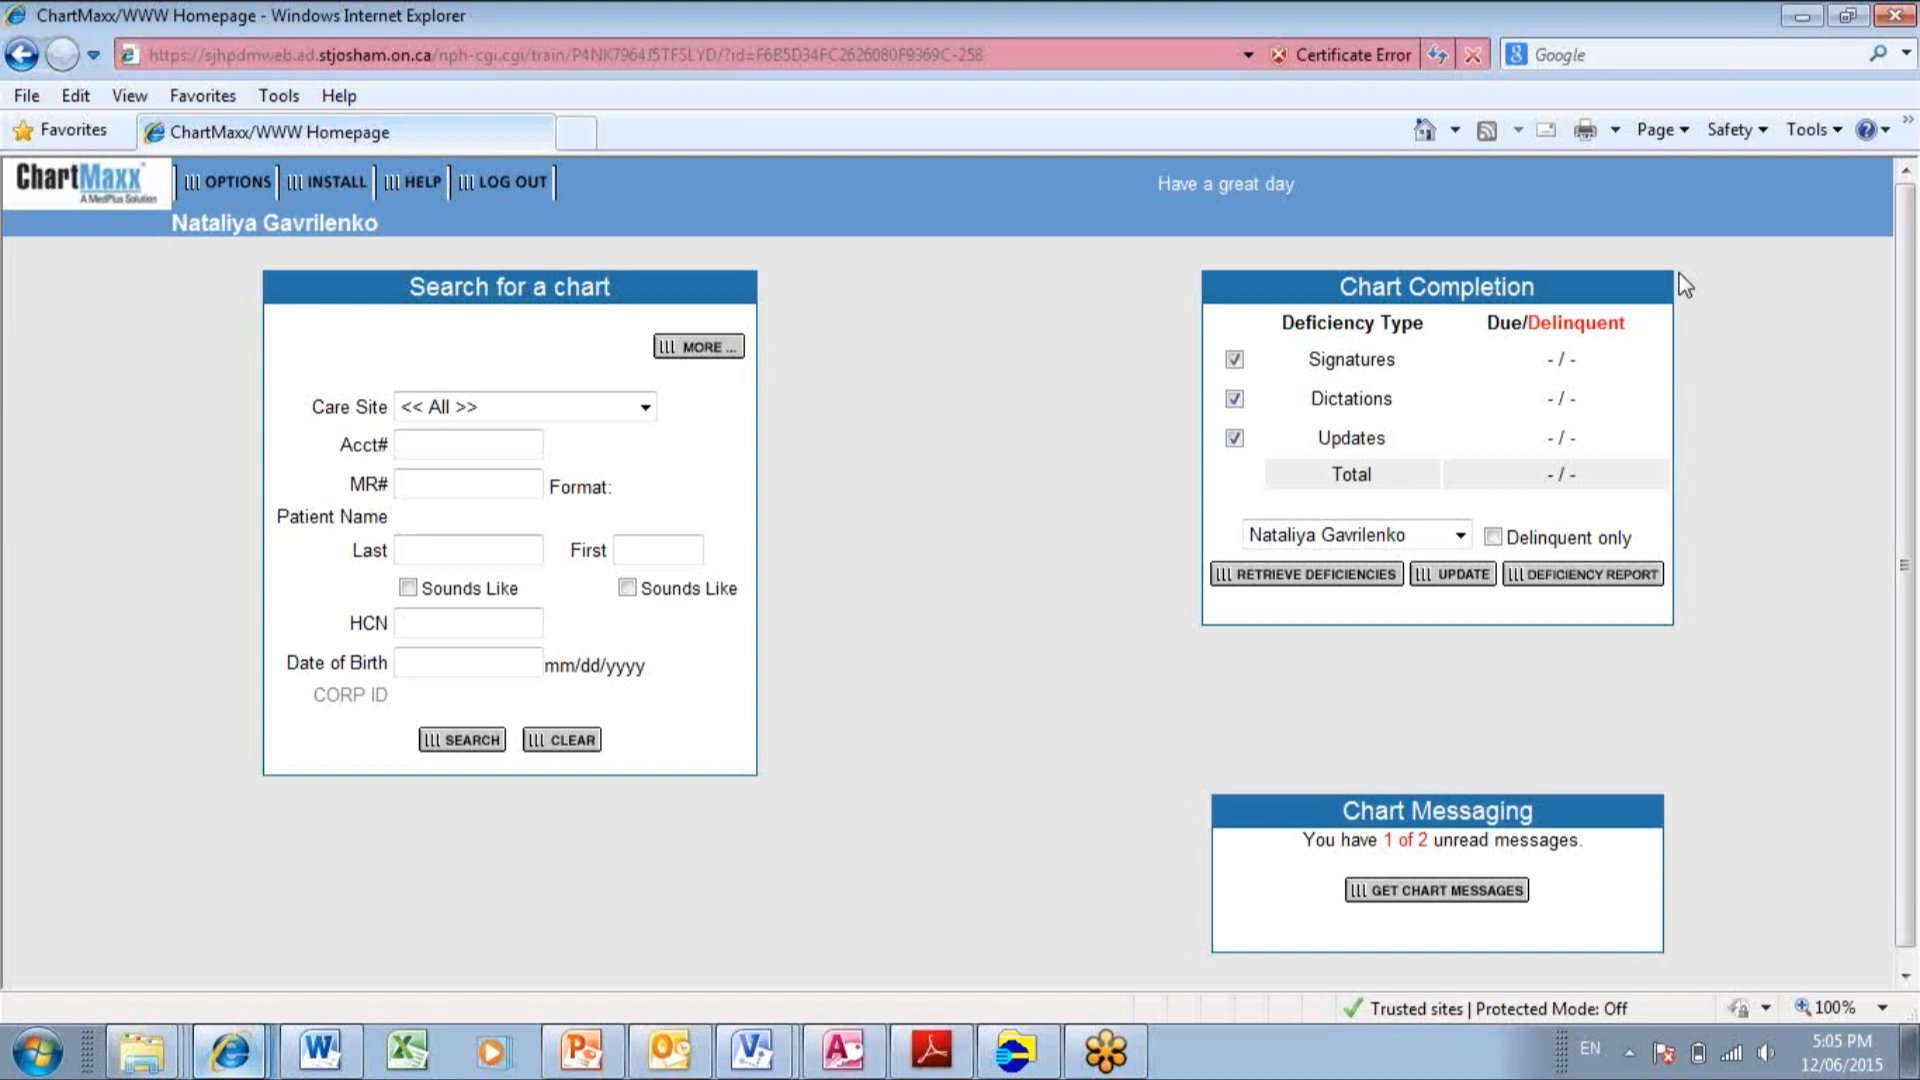 ChartMaxx/WWW Homepage - Windows Internet Explorer
https://sjhpdmweb.ad.stjosham.on.ca/nph-cgi.cgi/train/P4NK7964J5TFSLYD/?id=F6B5D34FC2626080F9369C-258
Certificate Error
Google
File Edit View Favorites Tools Help
Favorites
ChartMaxx/WWW Homepage
Page Safety Tools
ChartMaxx
A MedPlus Solution
OPTIONS INSTALL HELP LOG OUT
Have a great day
Nataliya Gavrilenko
Search for a chart
MORE ...
Care Site << All >>
Acct#
MR# Format:
Patient Name
Last First
Sounds Like Sounds Like
HCN
Date of Birth mm/dd/yyyy
CORP ID
SEARCH CLEAR
Chart Completion
Deficiency Type Due/Delinquent
Signatures - / -
Dictations - / -
Updates - / -
Total - / -
Nataliya Gavrilenko Delinquent only
RETRIEVE DEFICIENCIES UPDATE DEFICIENCY REPORT
Chart Messaging
You have 1 of 2 unread messages.
GET CHART MESSAGES
Trusted sites | Protected Mode: Off
100%
EN
5:05 PM
12/06/2015